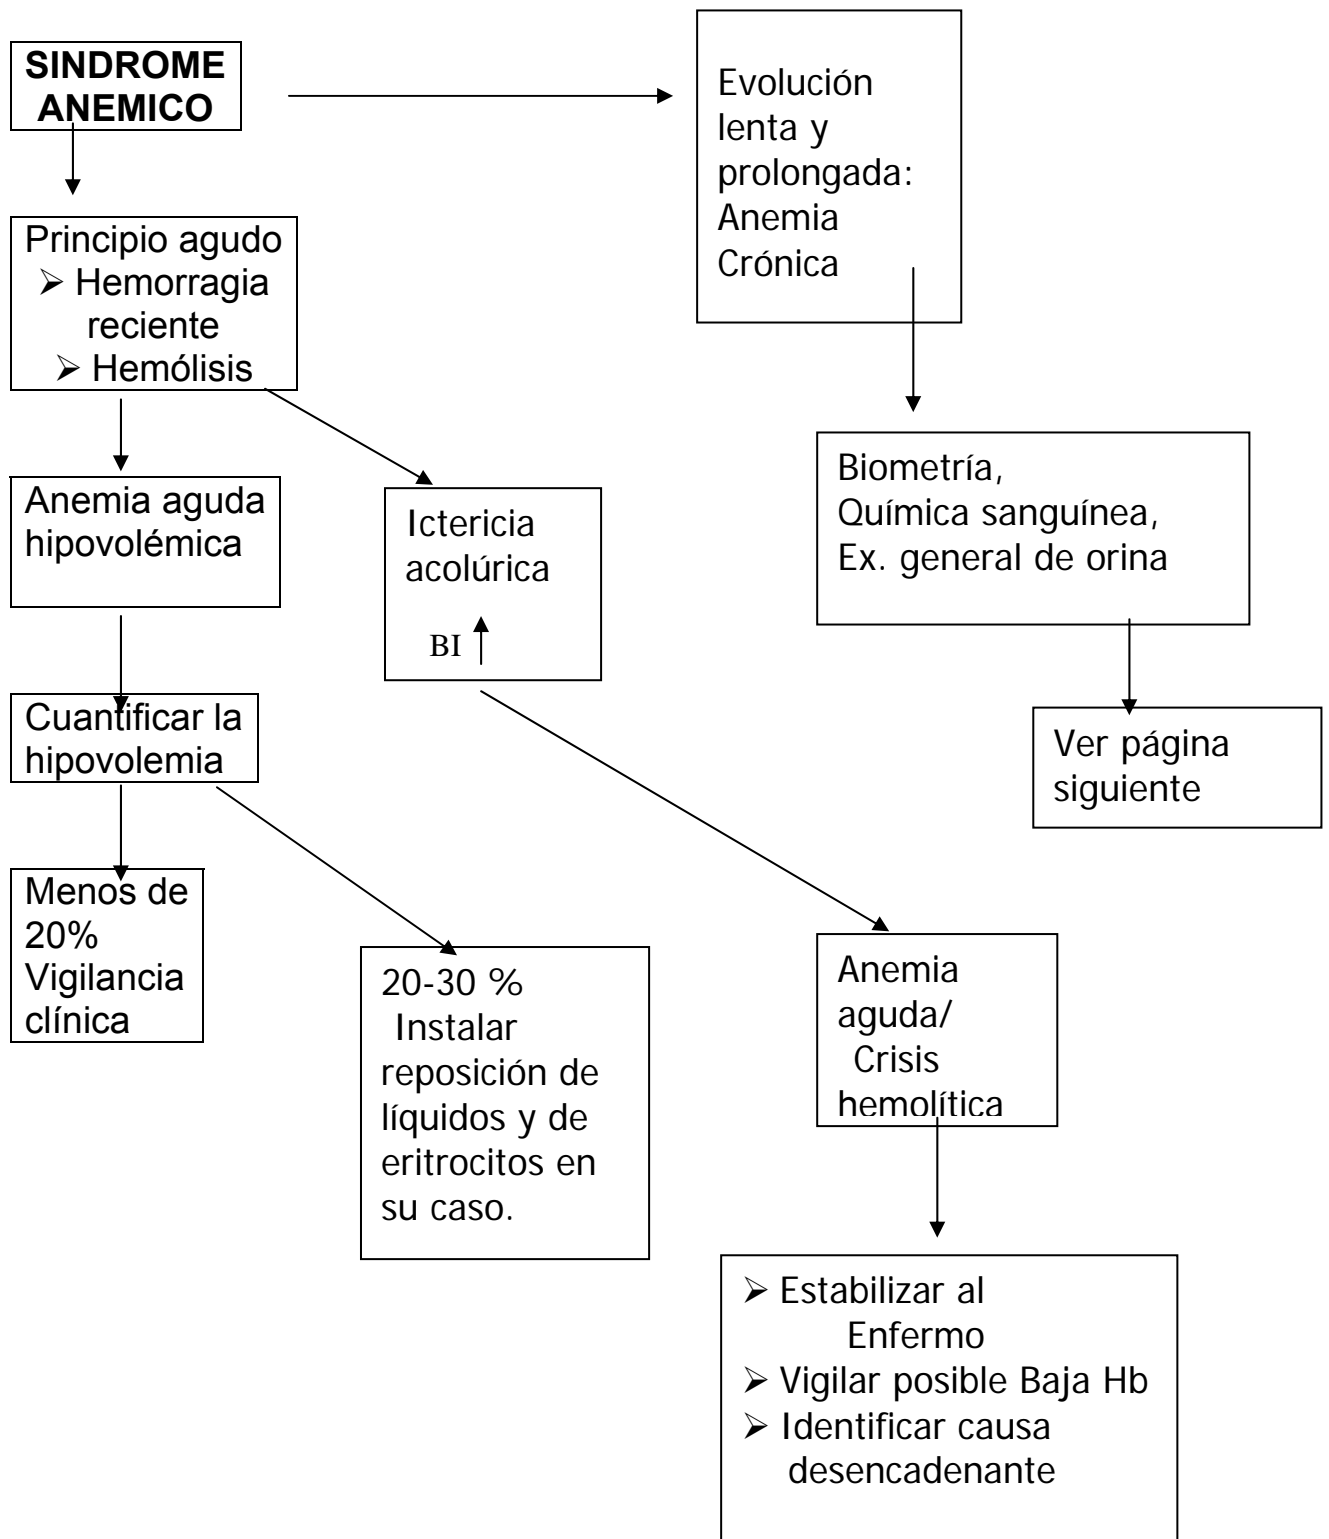 SINDROME
ANEMICO
Evolución
lenta y
prolongada:
Anemia
Crónica
Principio agudo
➢ Hemorragia
reciente
➢ Hemólisis
Anemia aguda
hipovolémica
Ictericia
acolúrica
BI ↑
Biometría,
Química sanguínea,
Ex. general de orina
Cuantificar la
hipovolemia
Ver página
siguiente
Menos de
20%
Vigilancia
clínica
20-30 %
Instalar
reposición de
líquidos y de
eritrocitos en
su caso.
Anemia
aguda/
Crisis
hemolítica
➢ Estabilizar al
Enfermo
➢ Vigilar posible Baja Hb
➢ Identificar causa
desencadenante